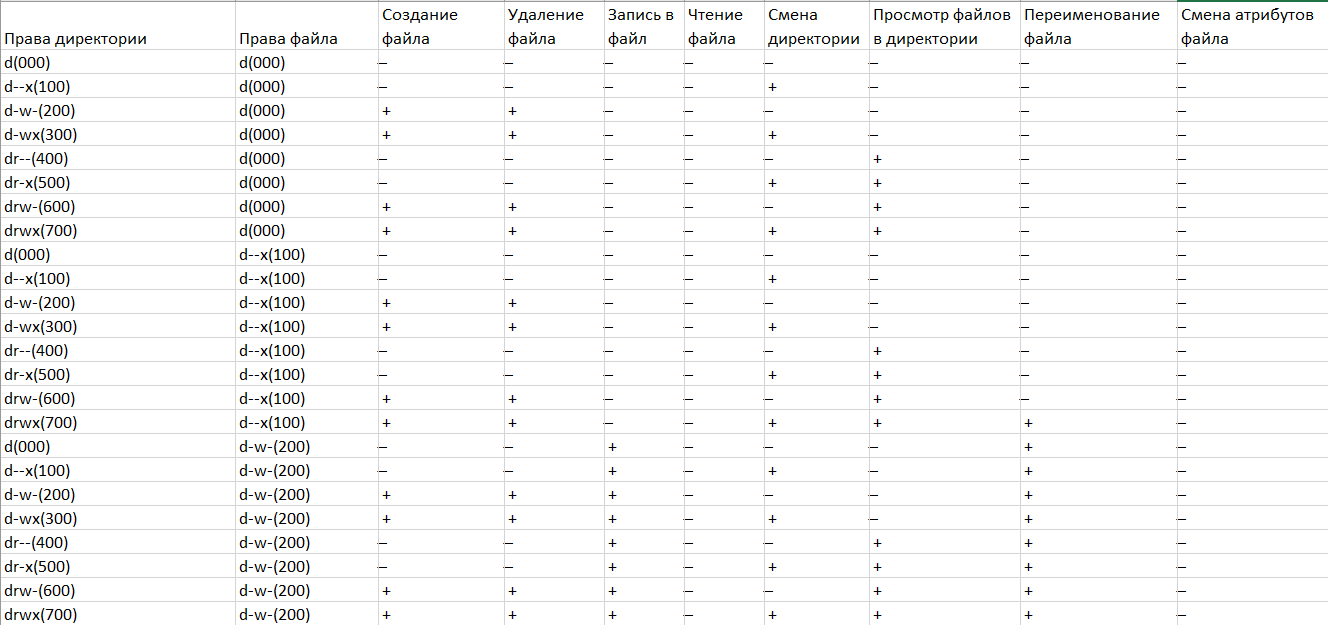 Права директории Права файла Создание файла Удаление файла Запись в файл Чтение файла Смена директории Просмотр файлов в директории Переименование файла Смена атрибутов файла
d(000) d(000) – – – – – – – –
d--x(100) d(000) – – – – + – – –
d-w-(200) d(000) + + – – – – – –
d-wx(300) d(000) + + – – + – – –
dr--(400) d(000) – – – – – + – –
dr-x(500) d(000) – – – – + + – –
drw-(600) d(000) + + – – – + – –
drwx(700) d(000) + + – – + + – –
d(000) d--x(100) – – – – – – – –
d--x(100) d--x(100) – – – – + – – –
d-w-(200) d--x(100) + + – – – – – –
d-wx(300) d--x(100) + + – – + – – –
dr--(400) d--x(100) – – – – – + – –
dr-x(500) d--x(100) – – – – + + – –
drw-(600) d--x(100) + + – – – + – –
drwx(700) d--x(100) + + – – + + + –
d(000) d-w-(200) – – + – – – + –
d--x(100) d-w-(200) – – + – + – + –
d-w-(200) d-w-(200) + + + – – – + –
d-wx(300) d-w-(200) + + + – + – + –
dr--(400) d-w-(200) – – + – – + + –
dr-x(500) d-w-(200) – – + – + + + –
drw-(600) d-w-(200) + + + – – + + –
drwx(700) d-w-(200) + + + – + + + –